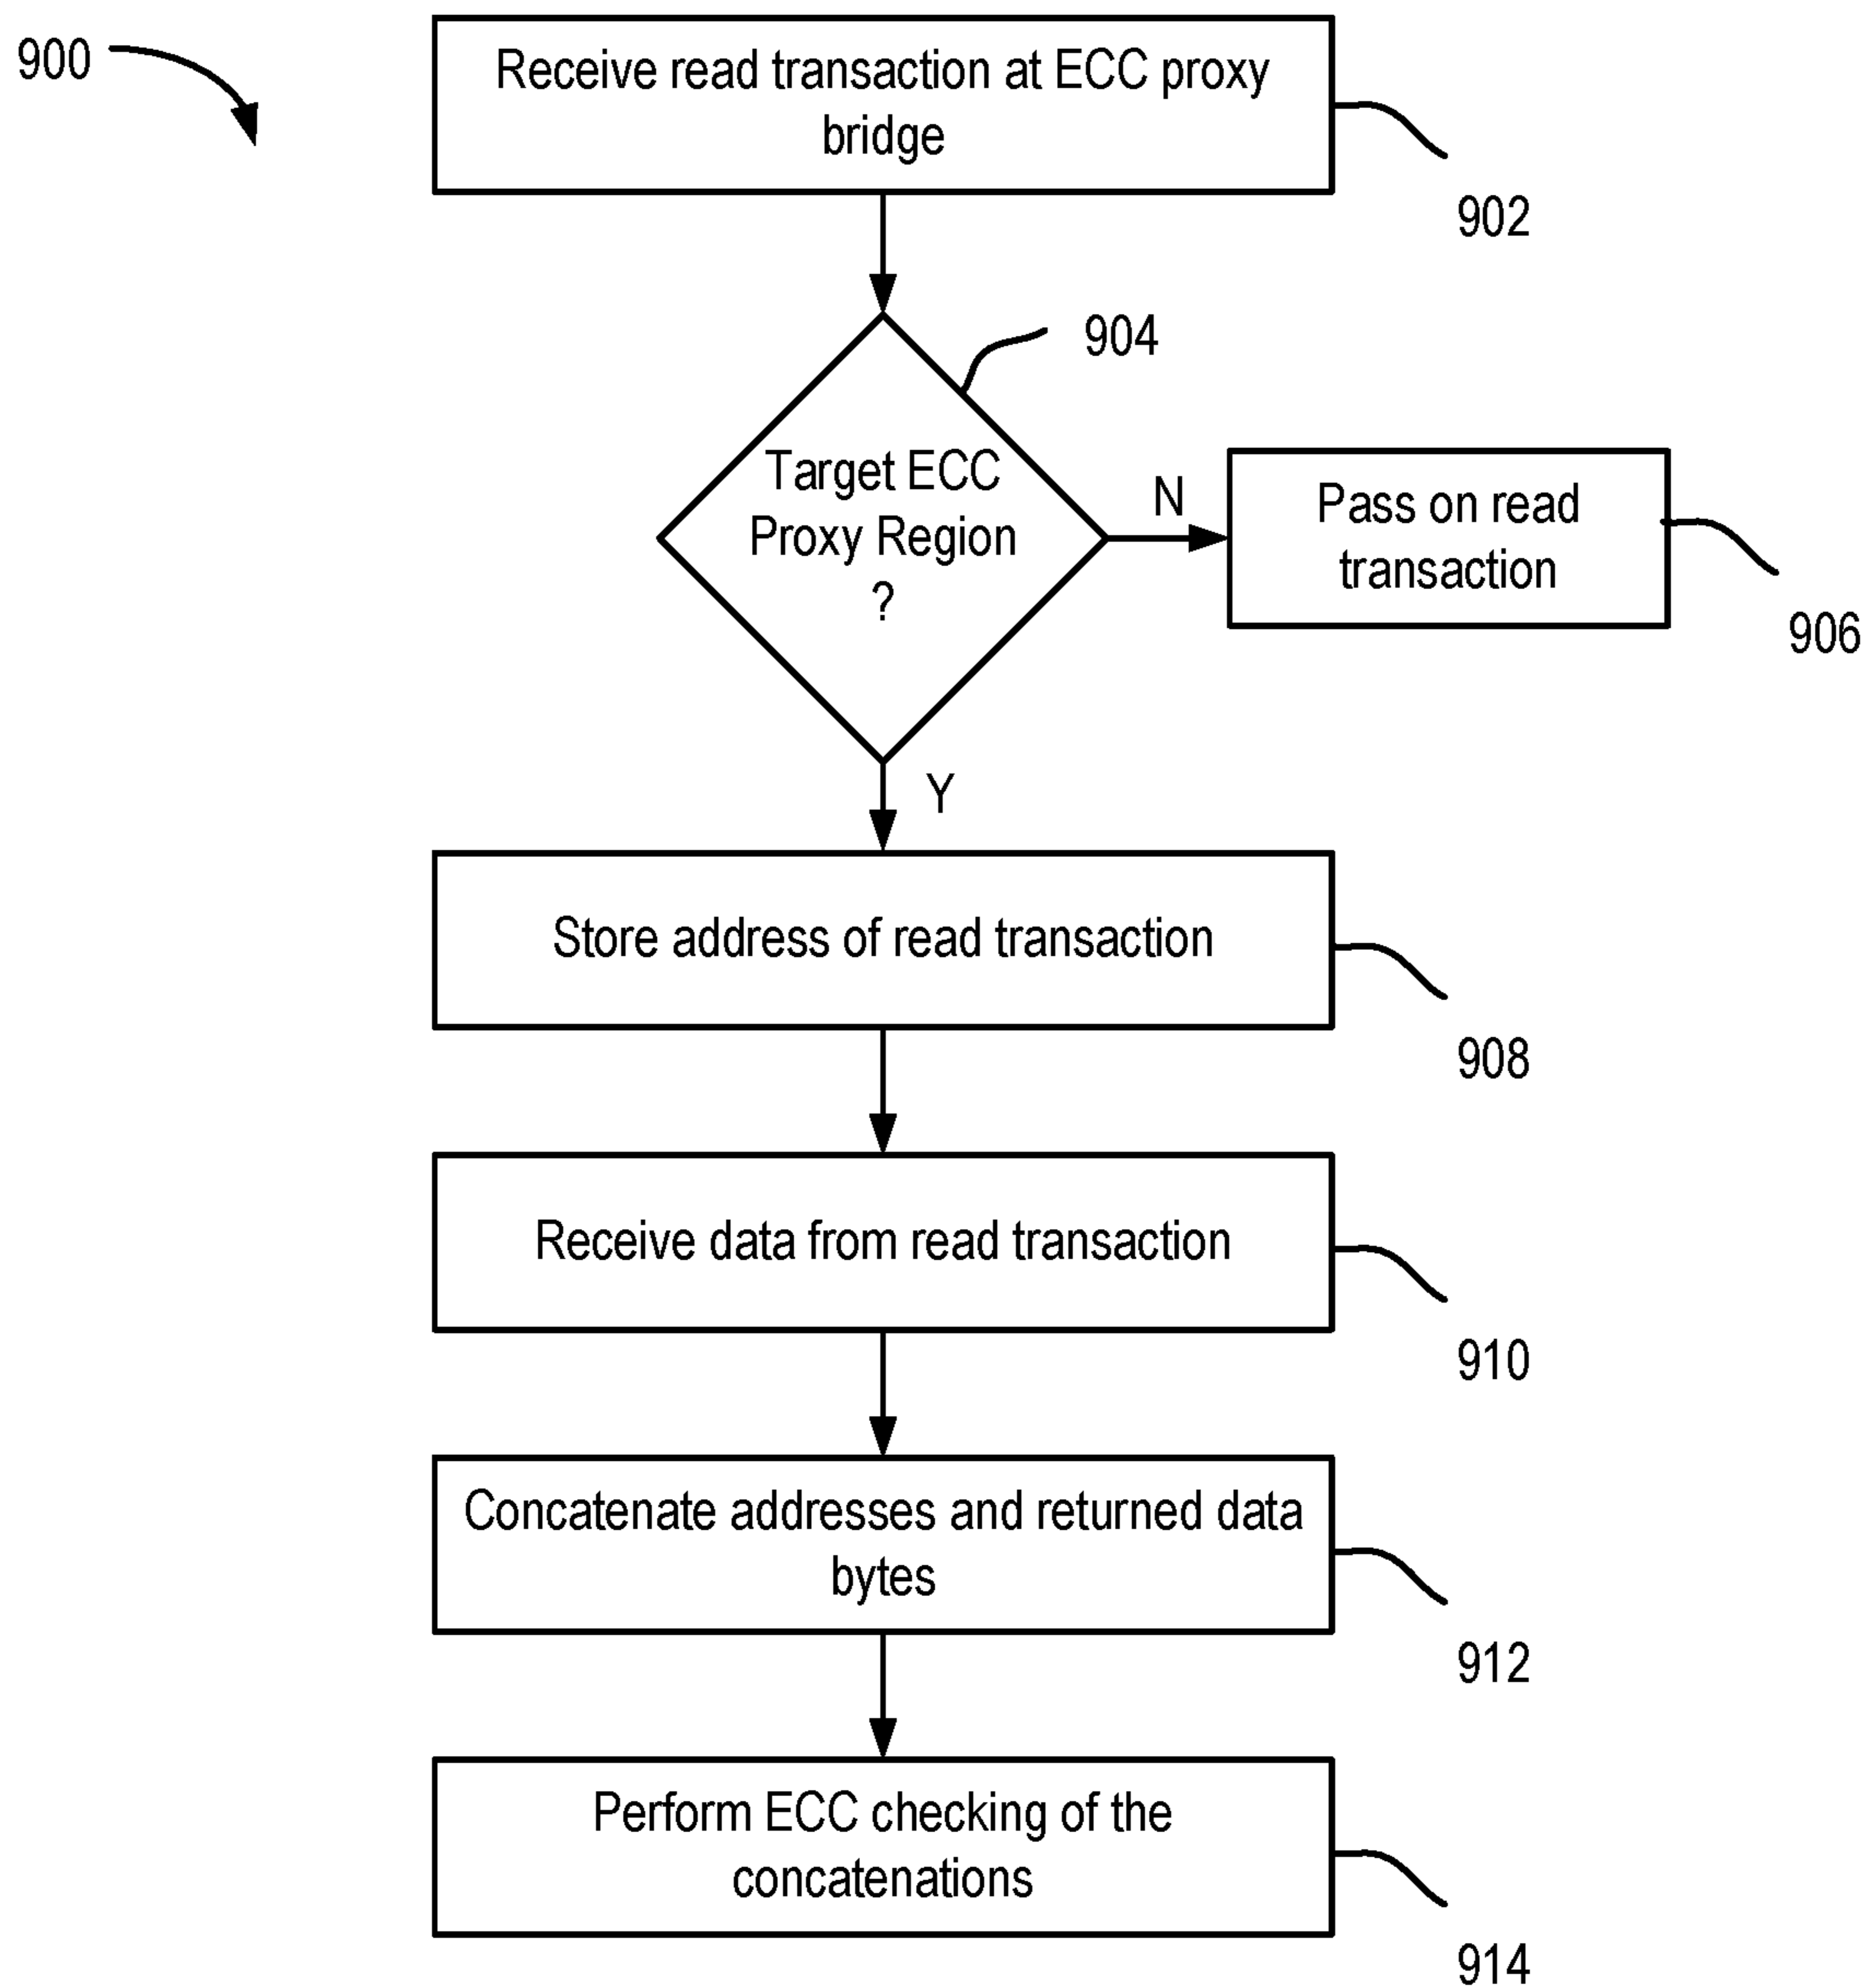 900
Receive read transaction at ECC proxy
bridge
902
904
Target ECC
Proxy Region
?
N
Pass on read
transaction
906
Y
Store address of read transaction
908
Receive data from read transaction
910
Concatenate addresses and returned data
bytes
912
Perform ECC checking of the
concatenations
914